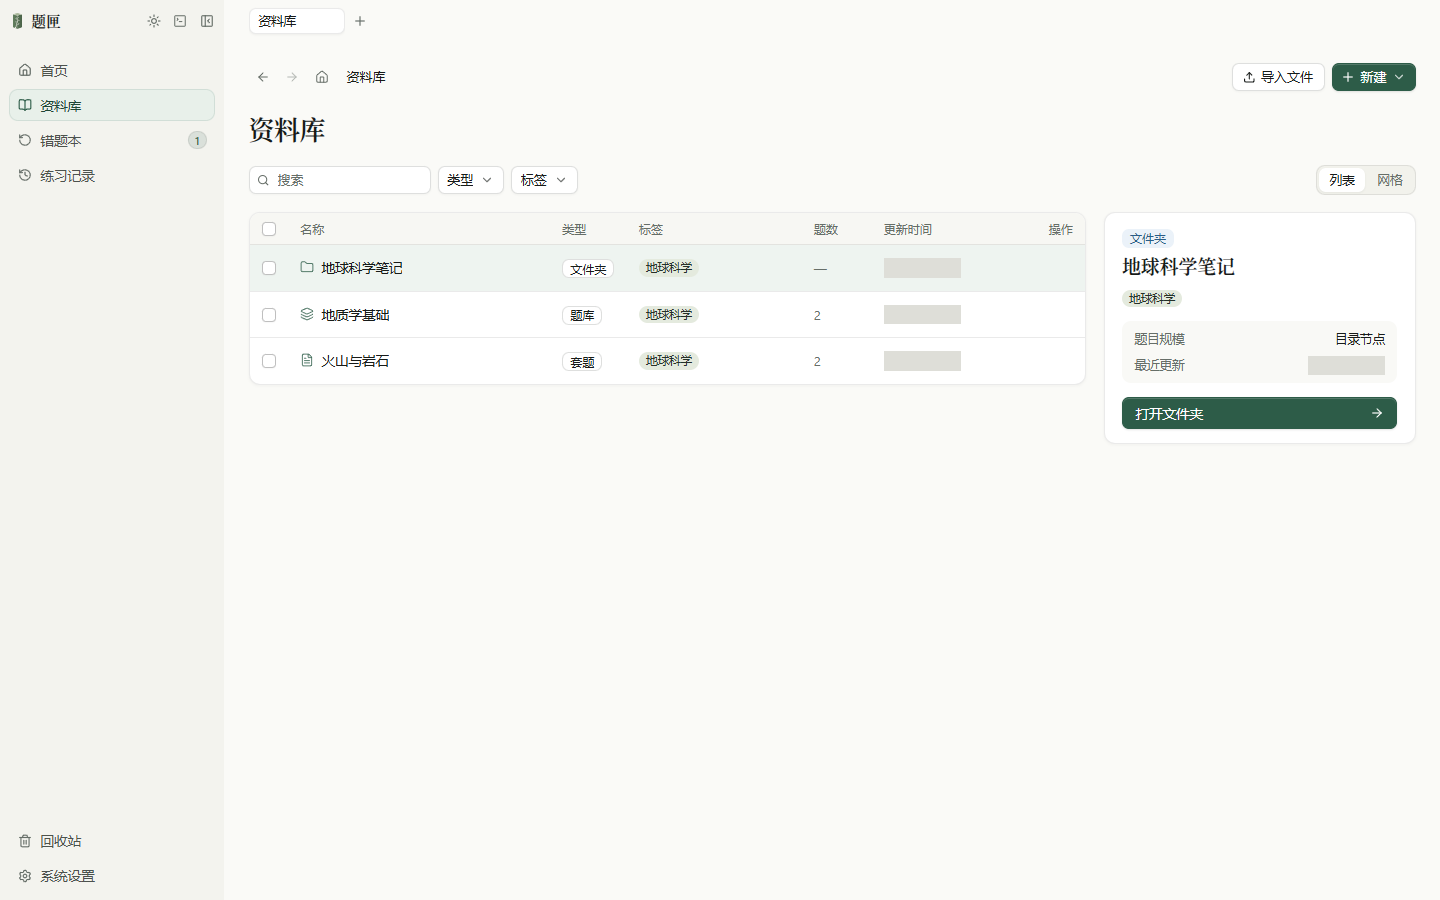 题匣
首页
资料库
错题本 1
练习记录
回收站
系统设置
资料库
资料库
导入文件
新建
资料库
搜索
类型
标签
列表
网格
名称 类型 标签 题数 更新时间 操作
地球科学笔记 文件夹 地球科学 —
地质学基础 题库 地球科学 2
火山与岩石 套题 地球科学 2
文件夹
地球科学笔记
地球科学
题目规模 目录节点
最近更新
打开文件夹